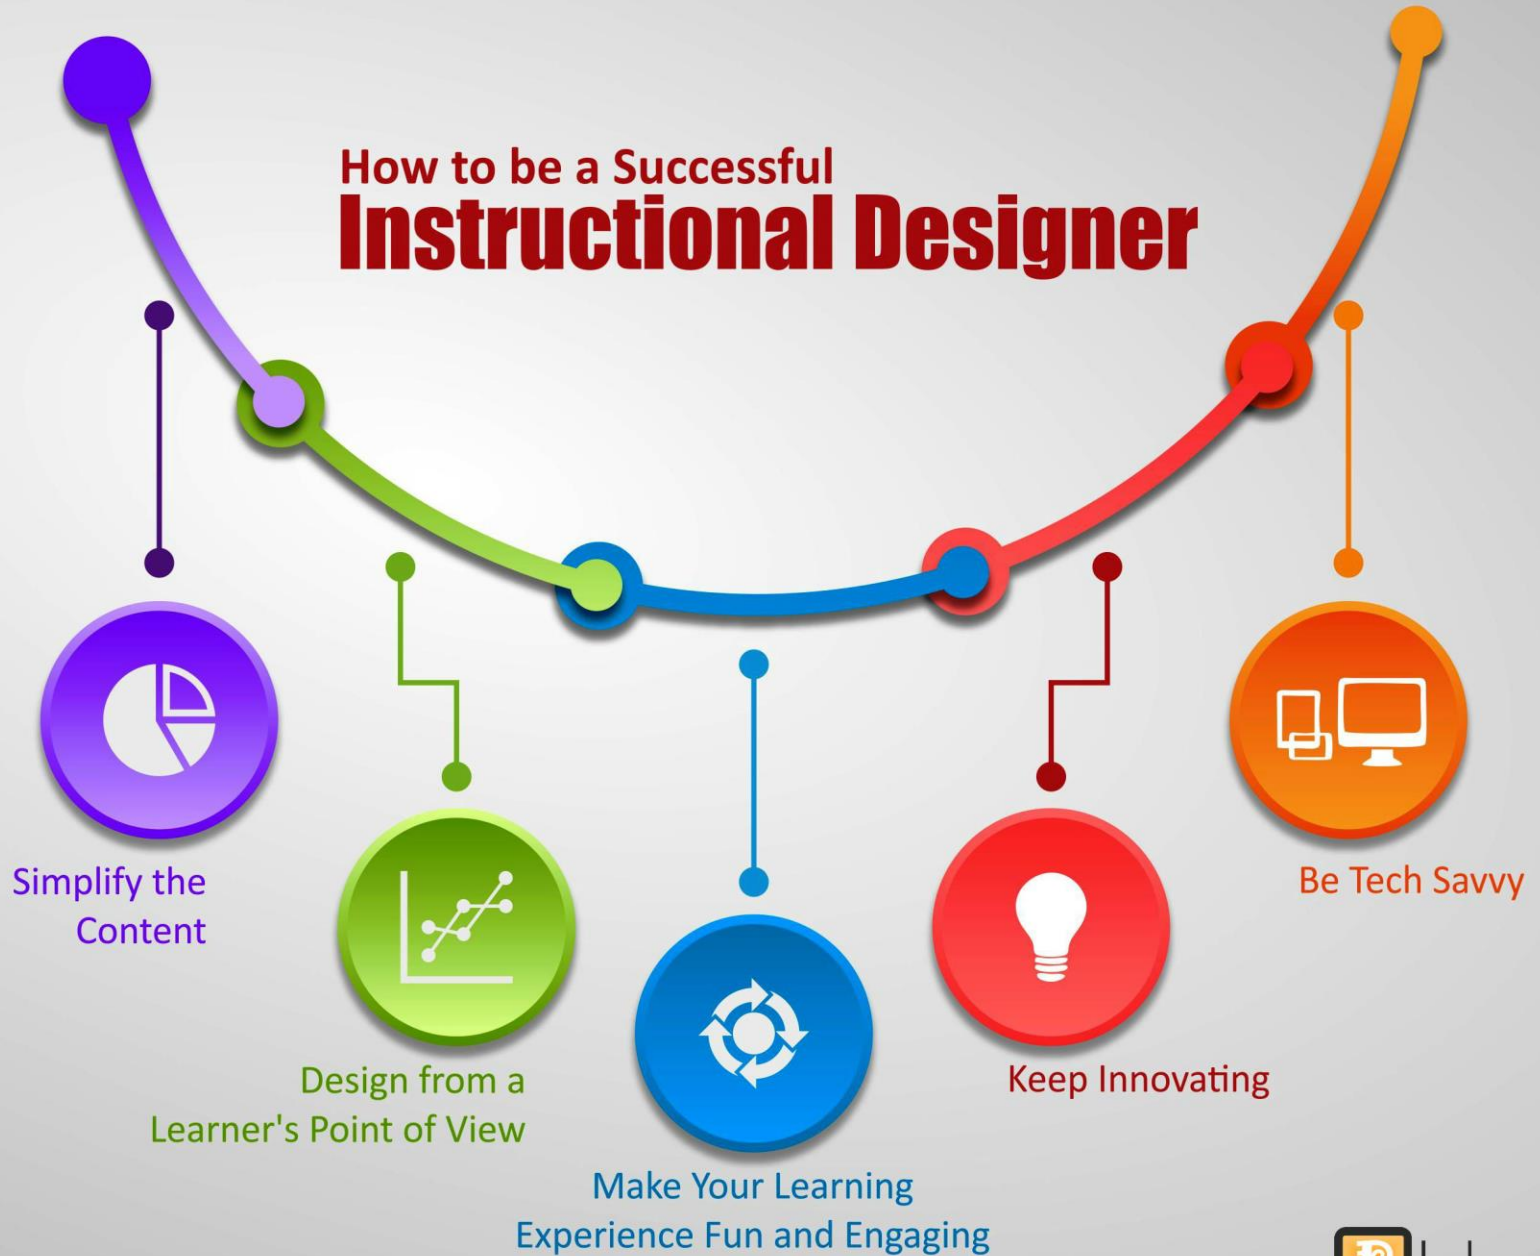 How to be a Successful
Instructional Designer
Simplify the
Content
Design from a
Learner's Point of View
Make Your Learning
Experience Fun and Engaging
Keep Innovating
Be Tech Savvy